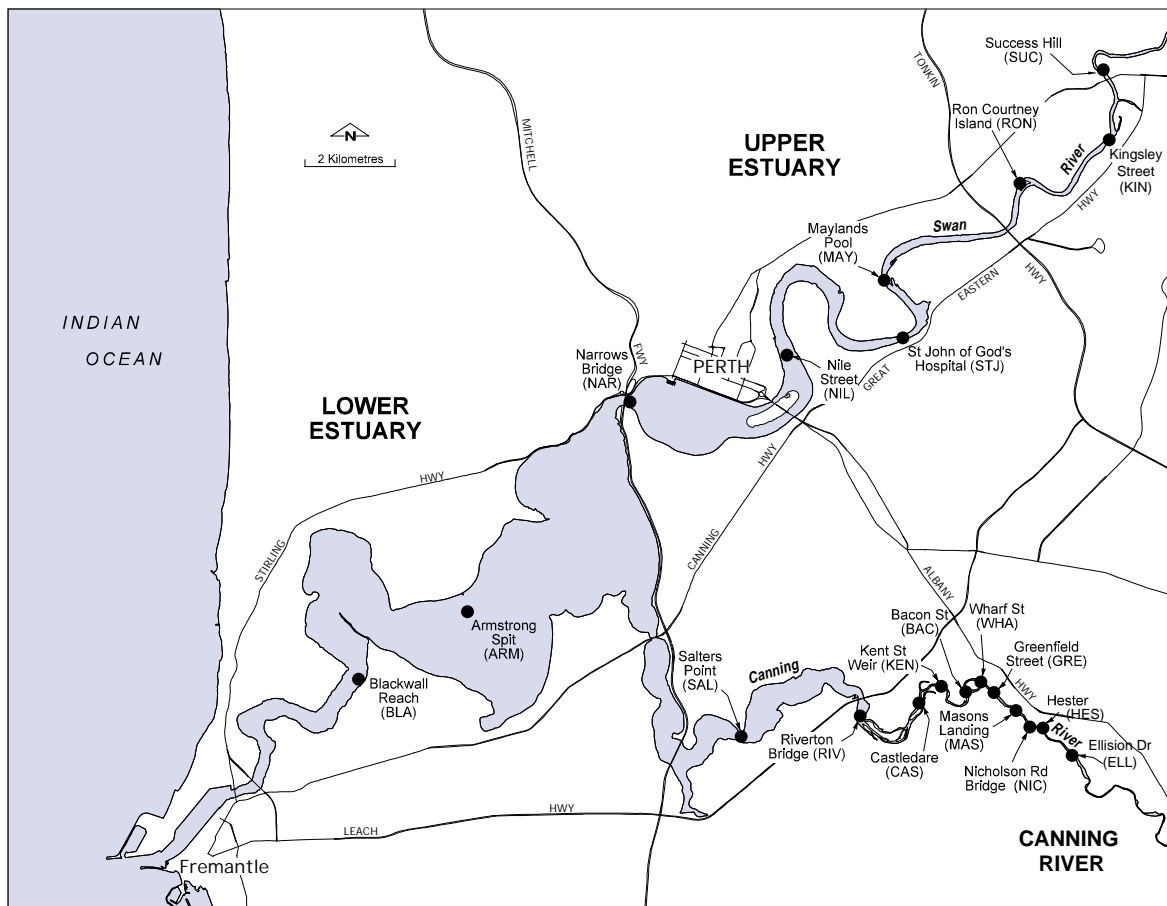 Success Hill
(SUC)
TONKIN
Ron Courtney
Island (RON)
MITCHELL
N
2 Kilometres
UPPER
ESTUARY
River
Kingsley
Street
(KIN)
HWY
Swan
Maylands
Pool
(MAY)
EASTERN
HWY
INDIAN
OCEAN
Narrows
Bridge
(NAR)
FWY
PERTH
Nile
Street
(NIL)
GREAT
St John of God's
Hospital (STJ)
LOWER
ESTUARY
HWY
HWY
STIRLING
CANNING
ALBANY
Armstrong
Spit
(ARM)
Bacon St
(BAC)
Wharf St
(WHA)
Kent St
Weir (KEN)
Greenfield
Street (GRE)
Salters
Point
(SAL)
Canning
HWY
Blackwall
Reach
(BLA)
Riverton
Bridge (RIV)
Castledare
(CAS)
Masons
Landing
(MAS)
Nicholson Rd
Bridge (NIC)
Hester
(HES)
River
Ellision Dr
(ELL)
HWY
LEACH
CANNING
RIVER
Fremantle